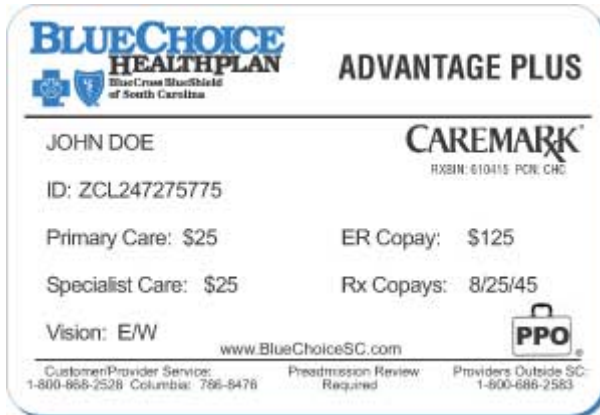 BLUECHOICE
HEALTHPLAN
BlueCross BlueShield
of South Carolina
ADVANTAGE PLUS
JOHN DOE
CAREMARK
RXBIN: 610415 PCN: CHC
ID: ZCL247275775
Primary Care: $25
ER Copay: $125
Specialist Care: $25
Rx Copays: 8/25/45
Vision: E/W
PPO
www.BlueChoiceSC.com
Customer/Provider Service:
1-800-868-2528 Columbia: 786-8476
Preadmission Review
Required
Providers Outside SC:
1-800-686-2583